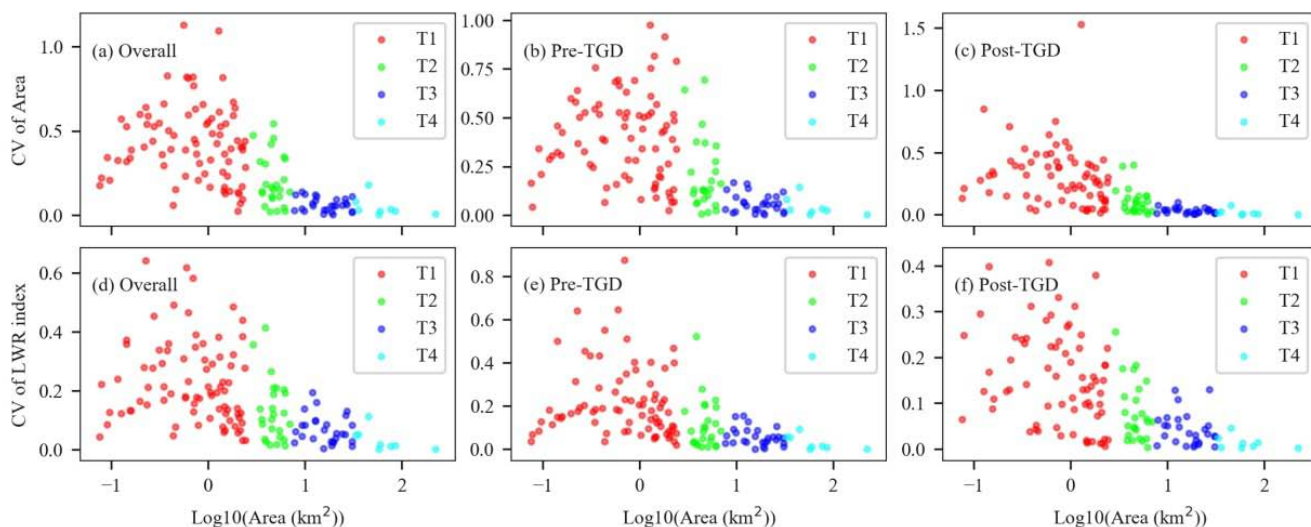 CV of Area
1.0
0.5
0.0
(a) Overall
T1
T2
T3
T4
1.00
0.75
0.50
0.25
0.00
(b) Pre-TGD
T1
T2
T3
T4
1.5
1.0
0.5
0.0
(c) Post-TGD
T1
T2
T3
T4
CV of LWR index
0.6
0.4
0.2
0.0
(d) Overall
T1
T2
T3
T4
0.8
0.6
0.4
0.2
0.0
(e) Pre-TGD
T1
T2
T3
T4
0.4
0.3
0.2
0.1
0.0
(f) Post-TGD
T1
T2
T3
T4
−1 0 1 2
−1 0 1 2
−1 0 1 2
Log10(Area (km²))
Log10(Area (km²))
Log10(Area (km²))